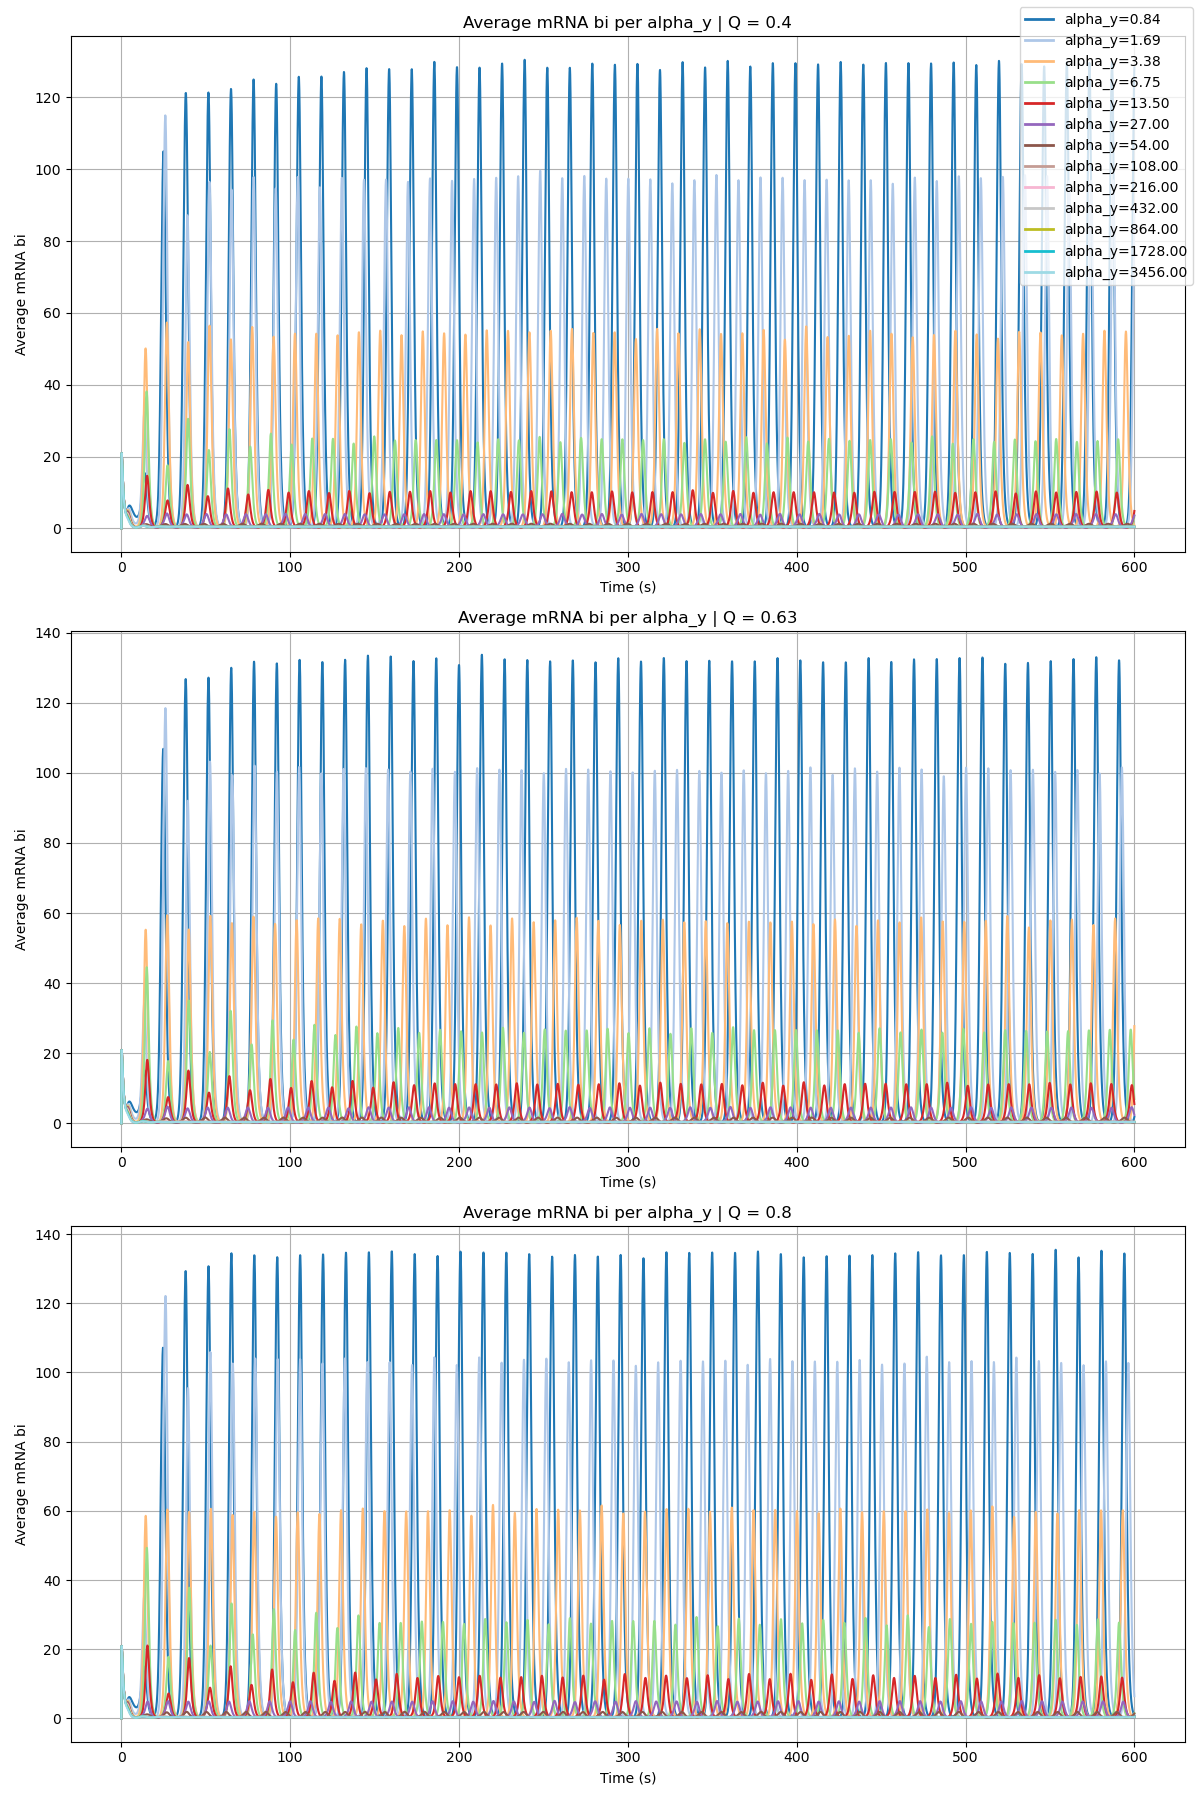 Average mRNA bi per alpha_y | Q = 0.4
alpha_y=0.84
alpha_y=1.69
alpha_y=3.38
alpha_y=6.75
alpha_y=13.50
alpha_y=27.00
alpha_y=54.00
alpha_y=108.00
alpha_y=216.00
alpha_y=432.00
alpha_y=864.00
alpha_y=1728.00
alpha_y=3456.00
Average mRNA bi
120
100
80
60
40
20
0
0 100 200 300 400 500 600
Time (s)
Average mRNA bi per alpha_y | Q = 0.63
Average mRNA bi
140
120
100
80
60
40
20
0
0 100 200 300 400 500 600
Time (s)
Average mRNA bi per alpha_y | Q = 0.8
Average mRNA bi
140
120
100
80
60
40
20
0
0 100 200 300 400 500 600
Time (s)